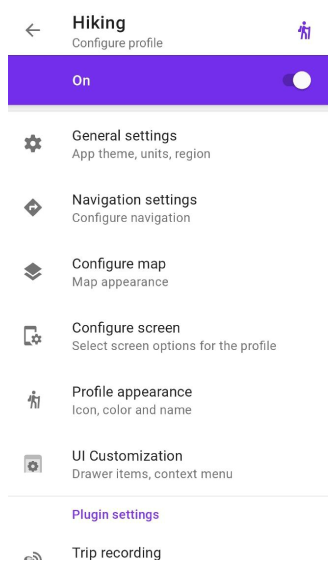 Hiking
Configure profile
On
General settings
App theme, units, region
Navigation settings
Configure navigation
Configure map
Map appearance
Configure screen
Select screen options for the profile
Profile appearance
Icon, color and name
UI Customization
Drawer items, context menu
Plugin settings
Trip recording